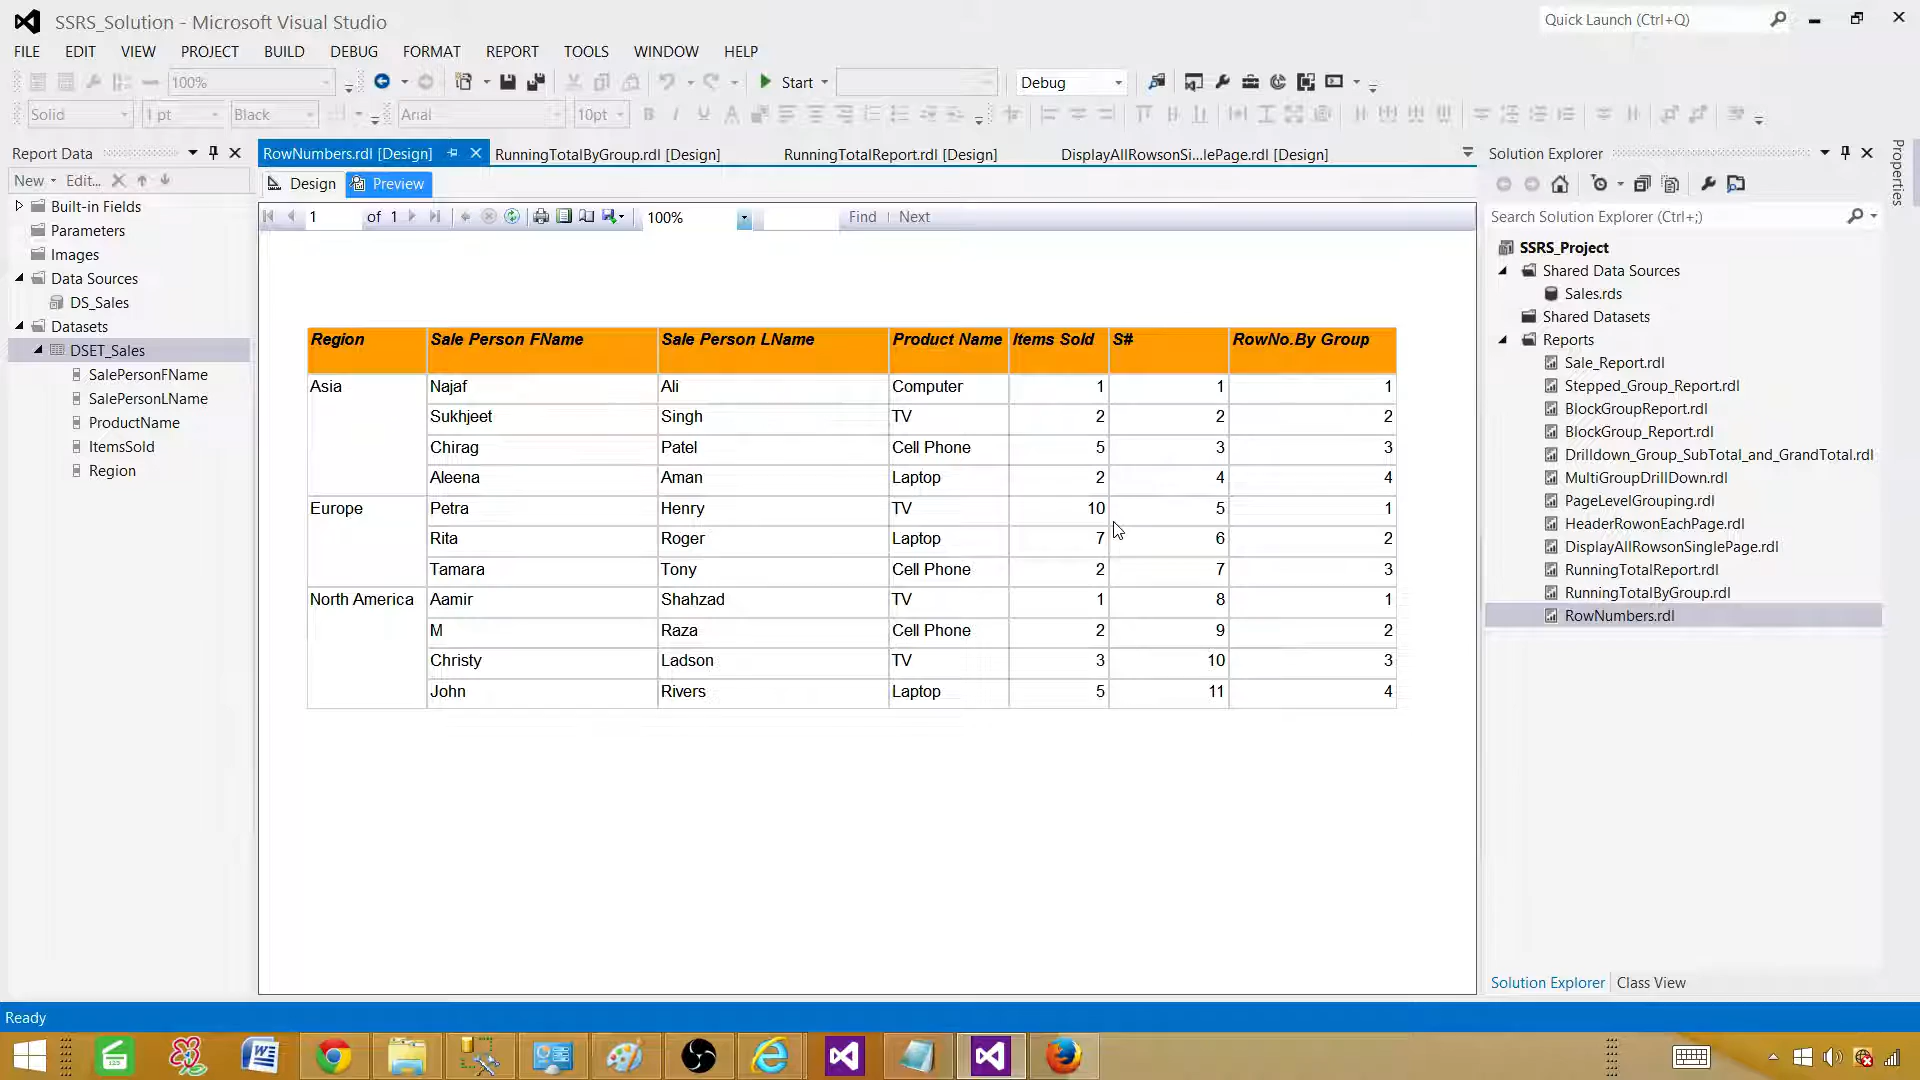 SSRS_Solution - Microsoft Visual Studio
Quick Launch (Ctrl+Q)
FILE EDIT VIEW PROJECT BUILD DEBUG FORMAT REPORT TOOLS WINDOW HELP
100% Start Debug
Solid 1 pt Black Arial 10pt B I U A
Report Data
New Edit...
Built-in Fields
Parameters
Images
Data Sources
DS_Sales
Datasets
DSET_Sales
SalePersonFName
SalePersonLName
ProductName
ItemsSold
Region
RowNumbers.rdl [Design] RunningTotalByGroup.rdl [Design] RunningTotalReport.rdl [Design] DisplayAllRowsonSi...lePage.rdl [Design]
Design Preview
1 of 1 100% Find Next
Region Sale Person FName Sale Person LName Product Name Items Sold S# RowNo.By Group
Asia Najaf Ali Computer 1 1 1
Sukhjeet Singh TV 2 2 2
Chirag Patel Cell Phone 5 3 3
Aleena Aman Laptop 2 4 4
Europe Petra Henry TV 10 5 1
Rita Roger Laptop 7 6 2
Tamara Tony Cell Phone 2 7 3
North America Aamir Shahzad TV 1 8 1
M Raza Cell Phone 2 9 2
Christy Ladson TV 3 10 3
John Rivers Laptop 5 11 4
Solution Explorer
Search Solution Explorer (Ctrl+;)
SSRS_Project
Shared Data Sources
Sales.rds
Shared Datasets
Reports
Sale_Report.rdl
Stepped_Group_Report.rdl
BlockGroupReport.rdl
BlockGroup_Report.rdl
Drilldown_Group_SubTotal_and_GrandTotal.rdl
MultiGroupDrillDown.rdl
PageLevelGrouping.rdl
HeaderRowonEachPage.rdl
DisplayAllRowsonSinglePage.rdl
RunningTotalReport.rdl
RunningTotalByGroup.rdl
RowNumbers.rdl
Solution Explorer Class View
Properties
Ready